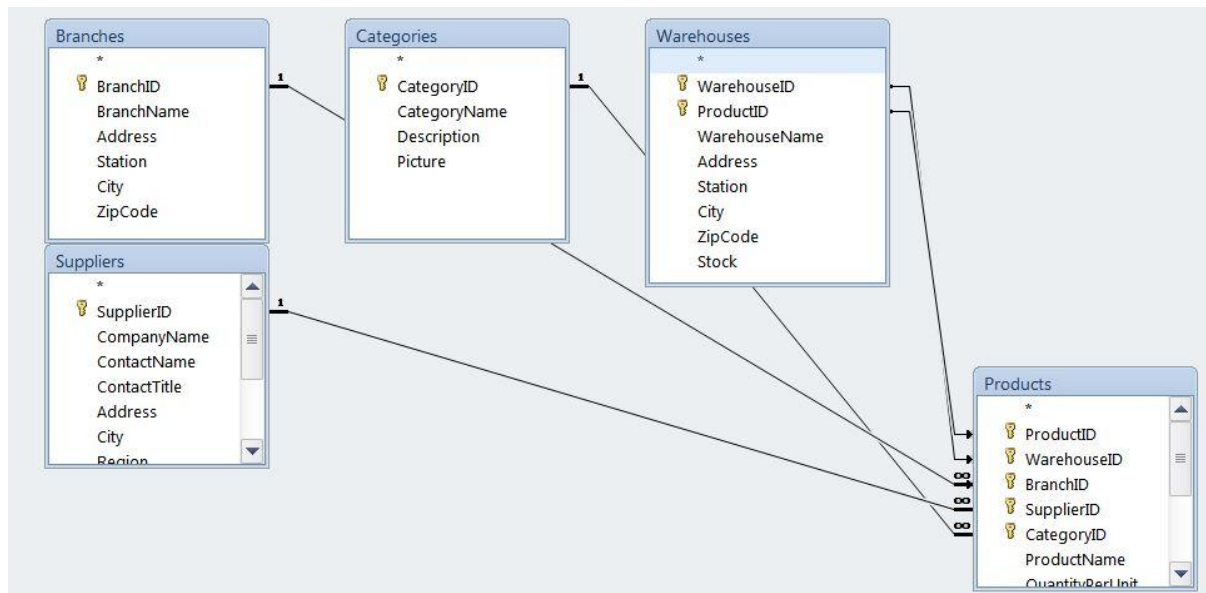 Branches
*
BranchID
BranchName
Address
Station
City
ZipCode
1
Categories
*
CategoryID
CategoryName
Description
Picture
1
Warehouses
*
WarehouseID
ProductID
WarehouseName
Address
Station
City
ZipCode
Stock
Suppliers
*
SupplierID
CompanyName
ContactName
ContactTitle
Address
City
Region
1
Products
*
ProductID
WarehouseID
BranchID
SupplierID
CategoryID
ProductName
QuantityPerUnit
∞
∞
∞